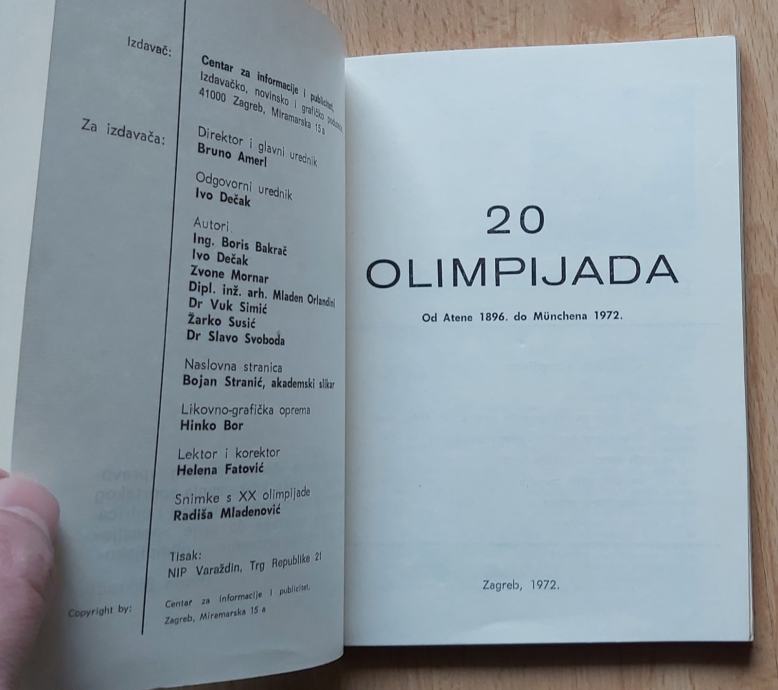 Izdavač:
Centar za informacije i publicitet,
Izdavačko, novinsko i grafičko
41000 Zagreb, Miramarska 15 a
Za izdavača:
Direktor i glavni urednik
Bruno Amerl
Odgovorni urednik
Ivo Dečak
Autori
Ing. Boris Bakrač
Ivo Dečak
Zvone Mornar
Dipl. inž. arh. Mladen Orlandini
Dr Vuk Simić
Žarko Susić
Dr Slavo Svoboda
Naslovna stranica
Bojan Stranić, akademski slikar
Likovno-grafička oprema
Hinko Bor
Lektor i korektor
Helena Fatović
Snimke s XX olimpijade
Radiša Mladenović
Tisak:
NIP Varaždin, Trg Republike 21
Copyright by:
Centar za informacije i publicitet,
Zagreb, Miramarska 15 a
20
OLIMPIJADA
Od Atene 1896. do Münchena 1972.
Zagreb, 1972.